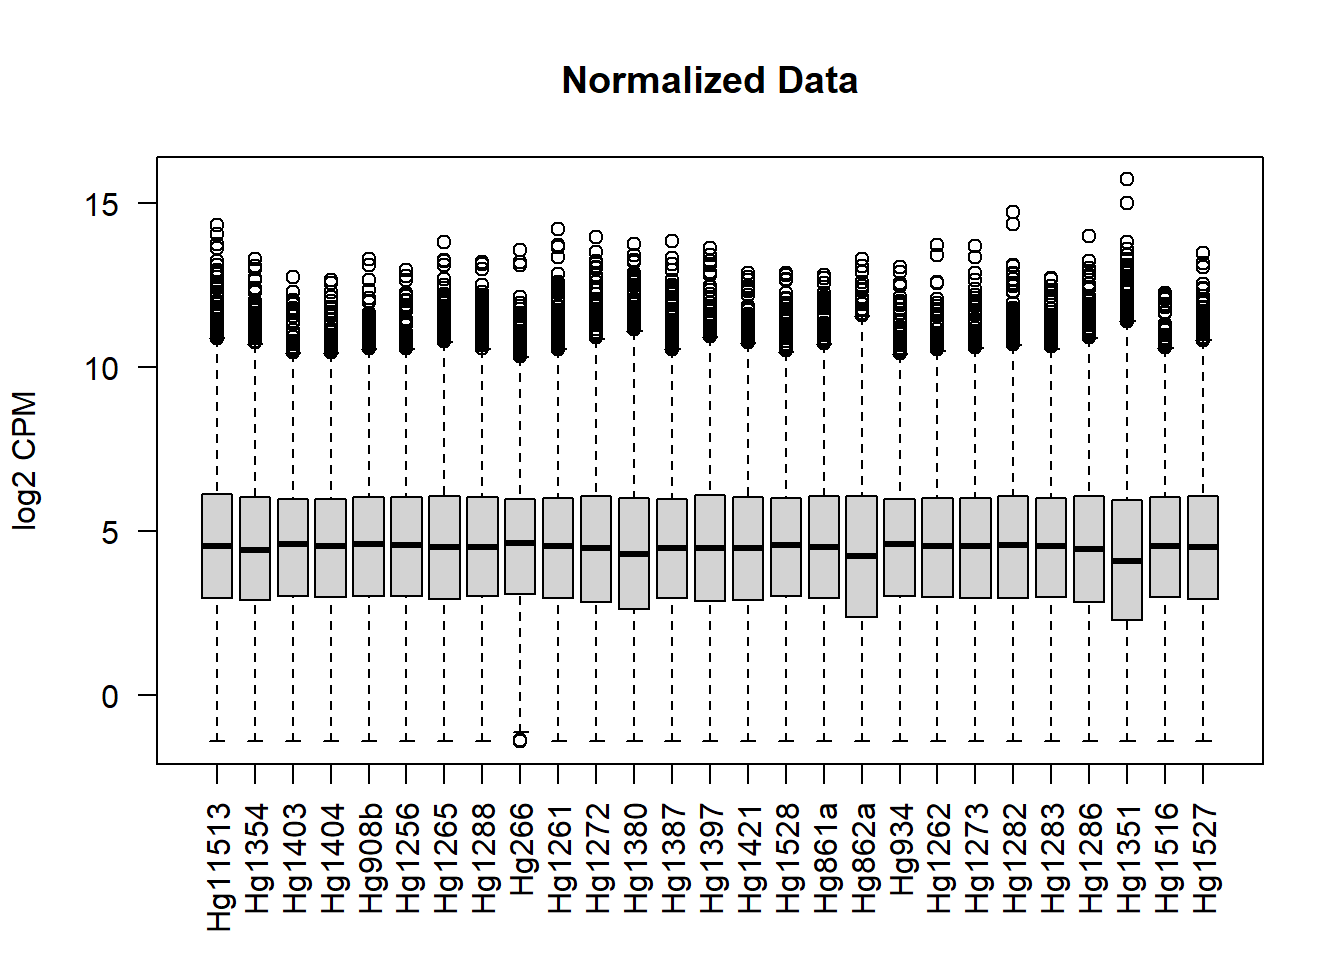 Normalized Data
log2 CPM
15
10
5
0
Hg11513
Hg1354
Hg1403
Hg1404
Hg908b
Hg1256
Hg1265
Hg1288
Hg266
Hg1261
Hg1272
Hg1380
Hg1387
Hg1397
Hg1421
Hg1528
Hg861a
Hg862a
Hg934
Hg1262
Hg1273
Hg1282
Hg1283
Hg1286
Hg1351
Hg1516
Hg1527